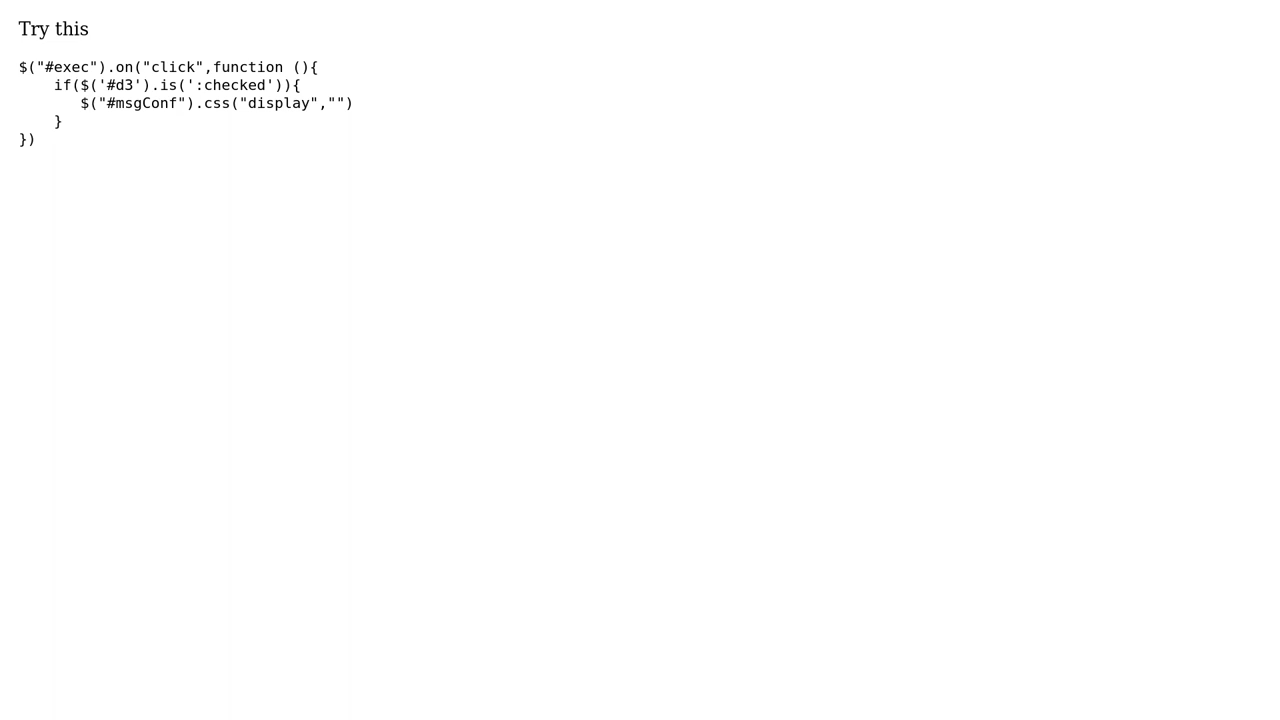 Try this
$("#exec").on("click",function (){
    if($('#d3').is(':checked')){
       $("#msgConf").css("display","")
    }
})